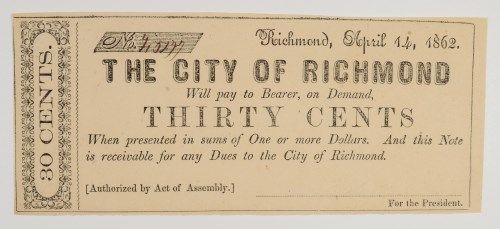 30 CENTS.
No.
Richmond, April 14, 1862.
THE CITY OF RICHMOND
Will pay to Bearer, on Demand,
THIRTY CENTS
When presented in sums of One or more Dollars. And this Note
is receivable for any Dues to the City of Richmond.
[Authorized by Act of Assembly.]
For the President.